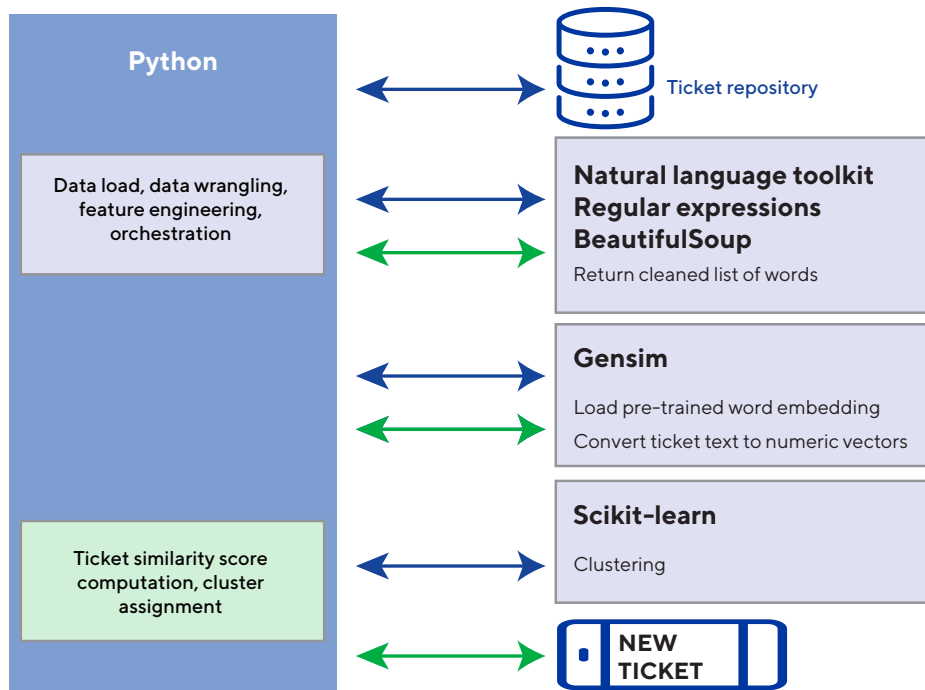 Python
Ticket repository
Data load, data wrangling,
feature engineering,
orchestration
Natural language toolkit
Regular expressions
BeautifulSoup
Return cleaned list of words
Gensim
Load pre-trained word embedding
Convert ticket text to numeric vectors
Scikit-learn
Clustering
Ticket similarity score
computation, cluster
assignment
NEW
TICKET